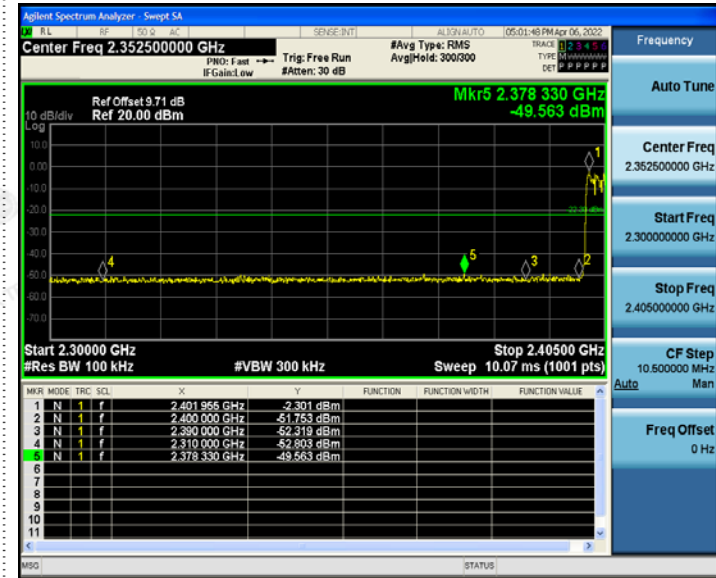 Agilent Spectrum Analyzer - Swept SA
RL RF 50 Ω AC SENSE:INT ALIGN AUTO 05:01:48 PM Apr 06, 2022
Center Freq 2.352500000 GHz
PNO: Fast
IFGain:Low
Trig: Free Run
#Atten: 30 dB
#Avg Type: RMS
Avg|Hold: 300/300
TRACE 1 2 3 4 5 6
TYPE M
DET P P P P P P
Frequency
Auto Tune
Center Freq
2.352500000 GHz
Start Freq
2.300000000 GHz
Stop Freq
2.405000000 GHz
CF Step
10.500000 MHz
Auto Man
Freq Offset
0 Hz
Ref Offset 9.71 dB
10 dB/div Ref 20.00 dBm
Log
Mkr5 2.378 330 GHz
-49.563 dBm
10.0
0.00
-10.0
-20.0
-30.0
-40.0
-50.0
-60.0
-70.0
-22.30 dBm
1
4
5
3
2
Start 2.30000 GHz Stop 2.40500 GHz
#Res BW 100 kHz #VBW 300 kHz Sweep 10.07 ms (1001 pts)
MKR MODE TRC SCL X Y FUNCTION FUNCTION WIDTH FUNCTION VALUE
1 N 1 f 2.401 955 GHz -2.301 dBm
2 N 1 f 2.400 000 GHz -51.753 dBm
3 N 1 f 2.390 000 GHz -52.319 dBm
4 N 1 f 2.310 000 GHz -52.803 dBm
5 N 1 f 2.378 330 GHz -49.563 dBm
6
7
8
9
10
11
MSG STATUS